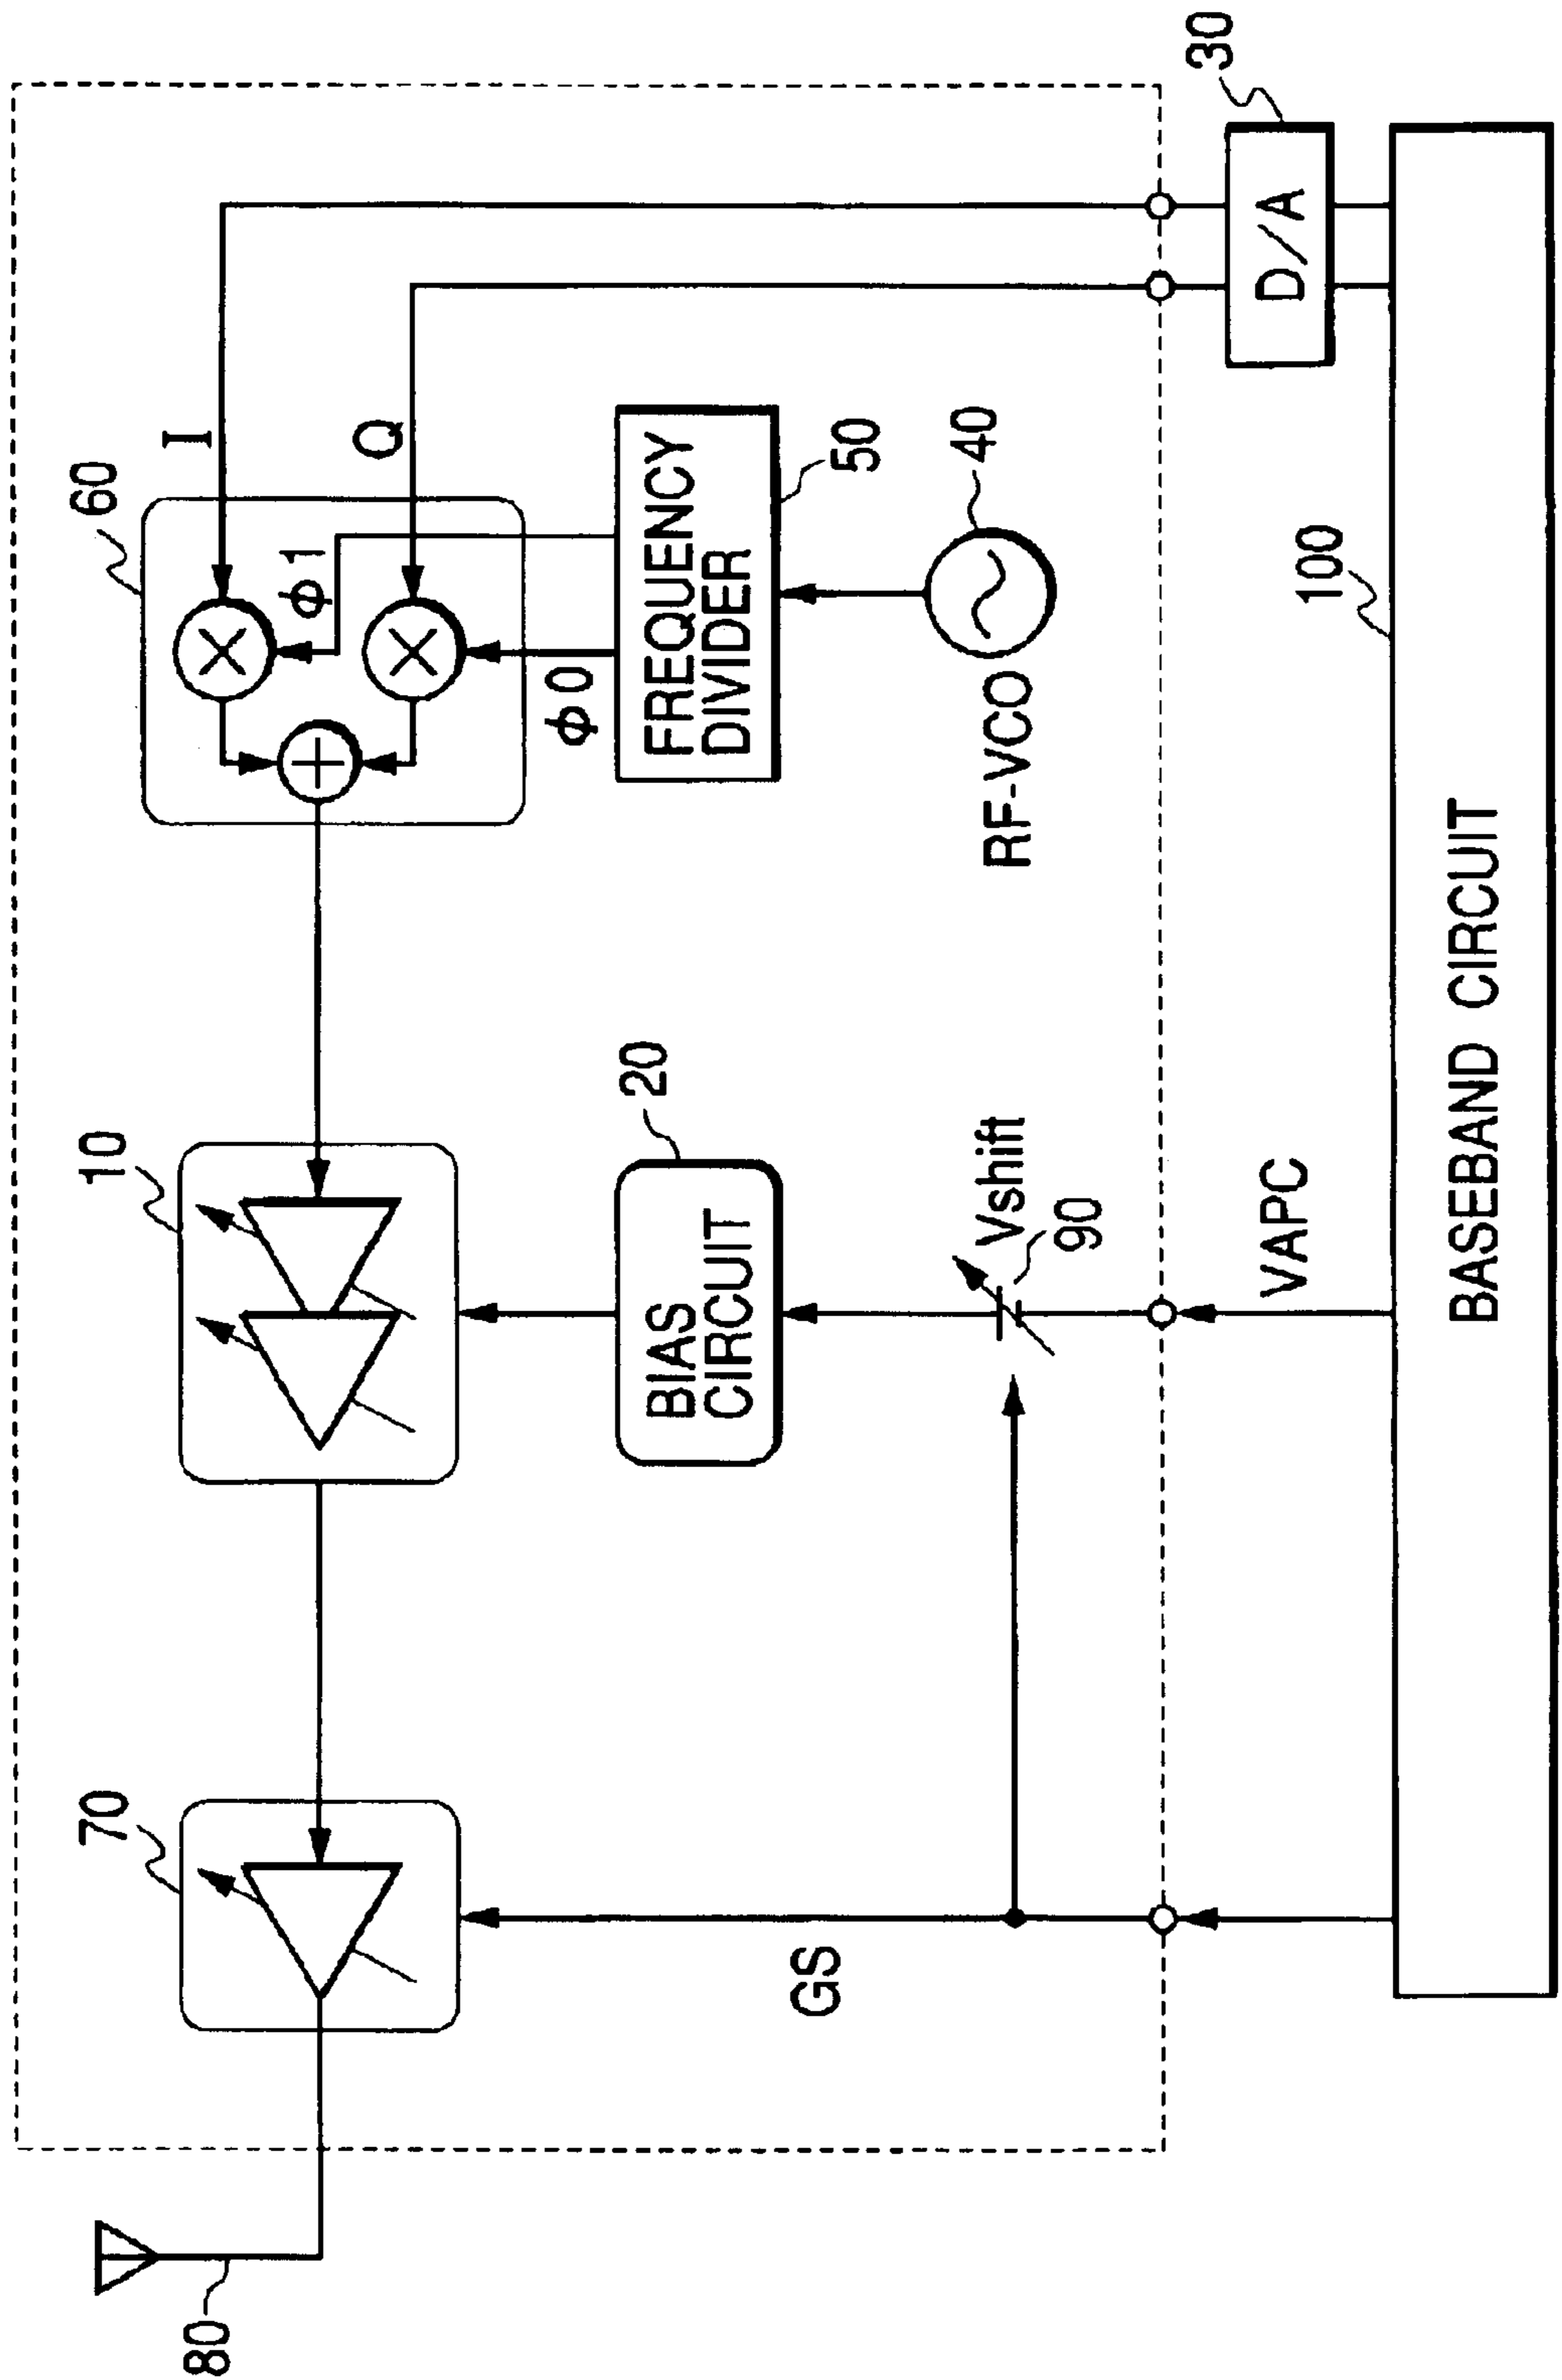 80
70
10
60
I
Q
φ1
φ0
GS
BIAS
CIRCUIT
20
FREQUENCY
DIVIDER
50
Vshift
90
RF-VCO
40
VAPC
30
D/A
100
BASEBAND CIRCUIT